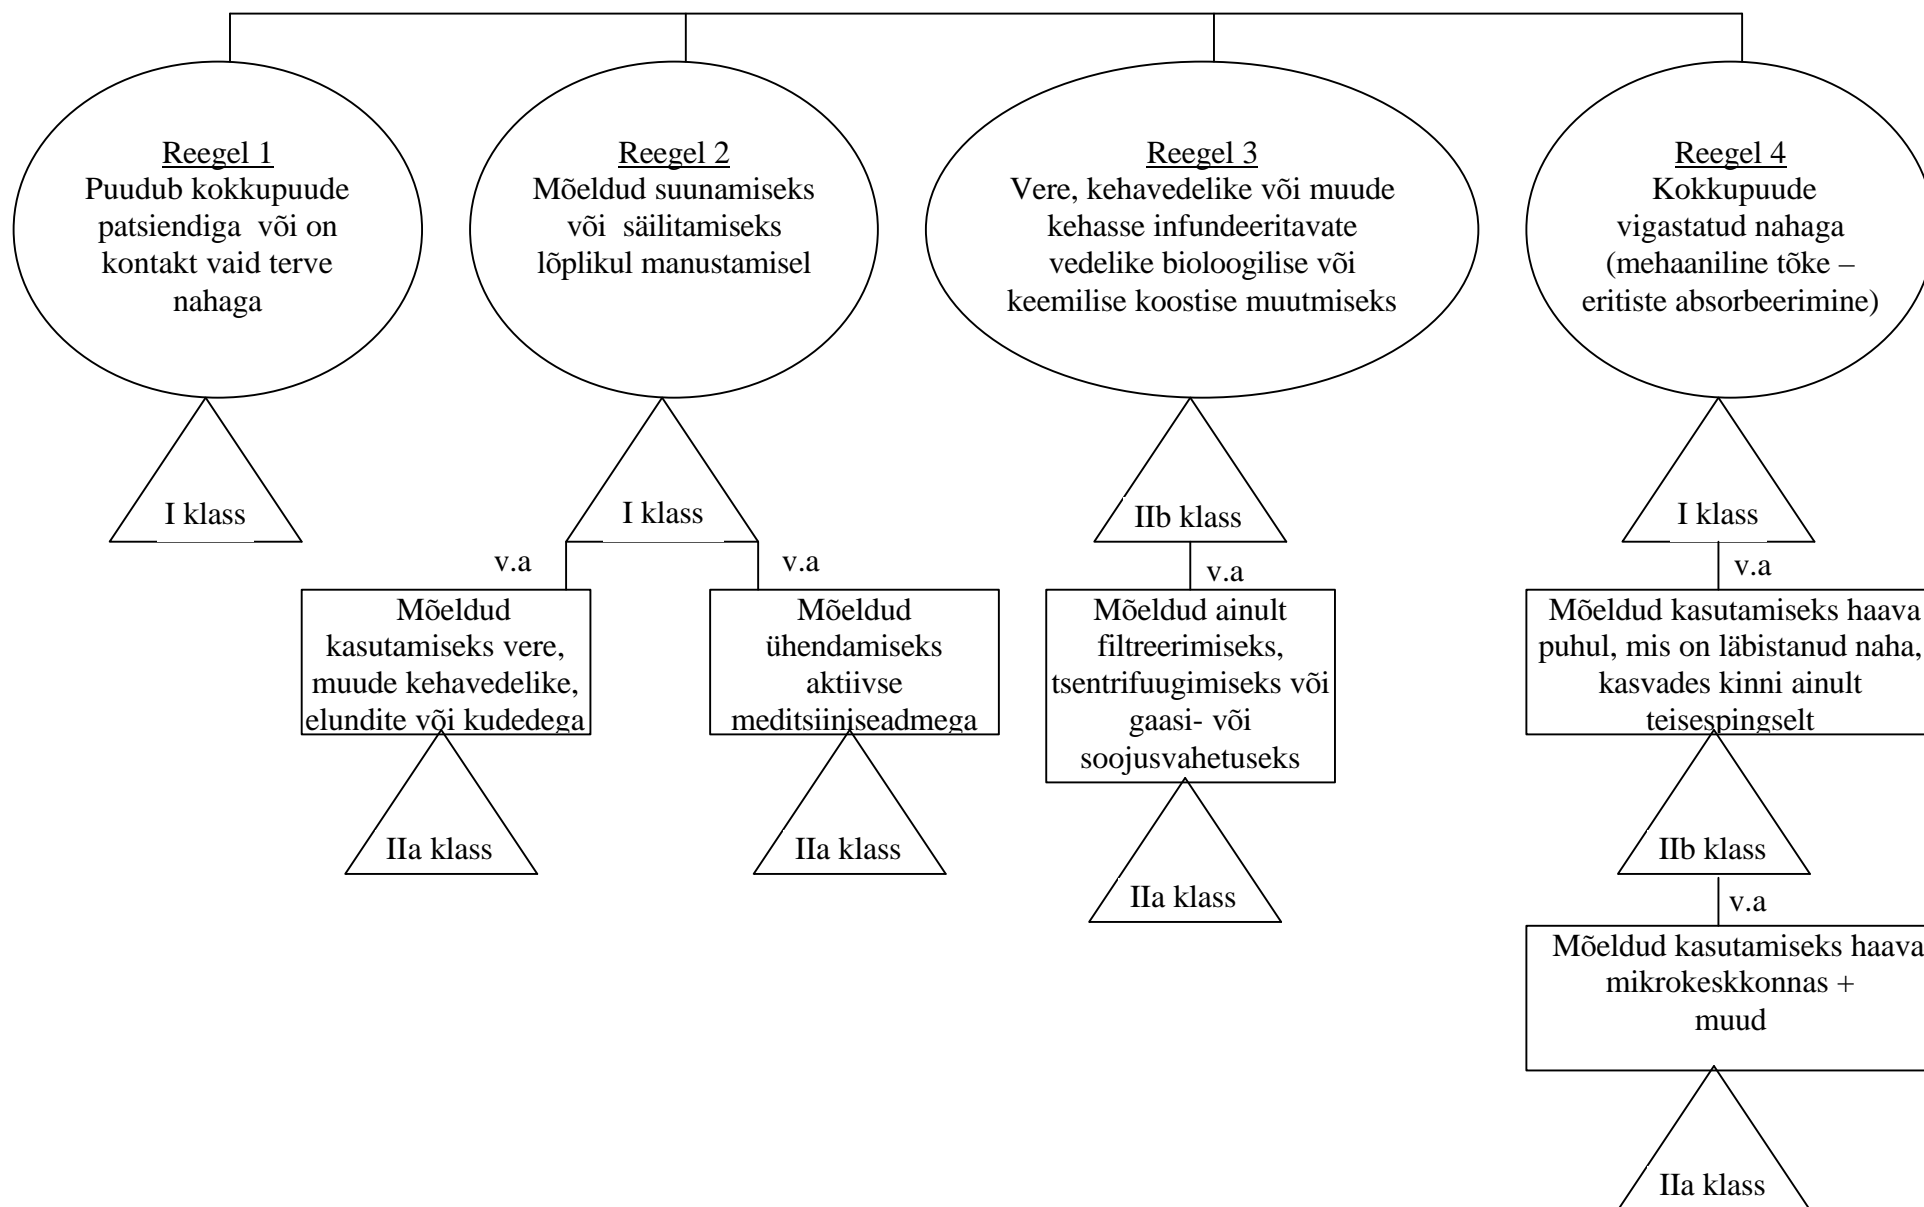 Reegel 1
Puudub kokkupuude
patsiendiga või on
kontakt vaid terve
nahaga
Reegel 2
Mõeldud suunamiseks
või säilitamiseks
lõplikul manustamisel
Reegel 3
Vere, kehavedelike või muude
kehasse infundeeritavate
vedelike bioloogilise või
keemilise koostise muutmiseks
Reegel 4
Kokkupuude
vigastatud nahaga
(mehaaniline tõke –
eritiste absorbeerimine)
I klass
I klass
IIb klass
I klass
v.a
v.a
v.a
v.a
Mõeldud
kasutamiseks vere,
muude kehavedelike,
elundite või kudedega
Mõeldud
ühendamiseks
aktiivse
meditsiiniseadmega
Mõeldud ainult
filtreerimiseks,
tsentrifuugimiseks või
gaasi- või
soojusvahetuseks
Mõeldud kasutamiseks haava
puhul, mis on läbistanud naha,
kasvades kinni ainult
teisespingselt
IIa klass
IIa klass
IIa klass
IIb klass
v.a
Mõeldud kasutamiseks haava
mikrokeskkonnas +
muud
IIa klass